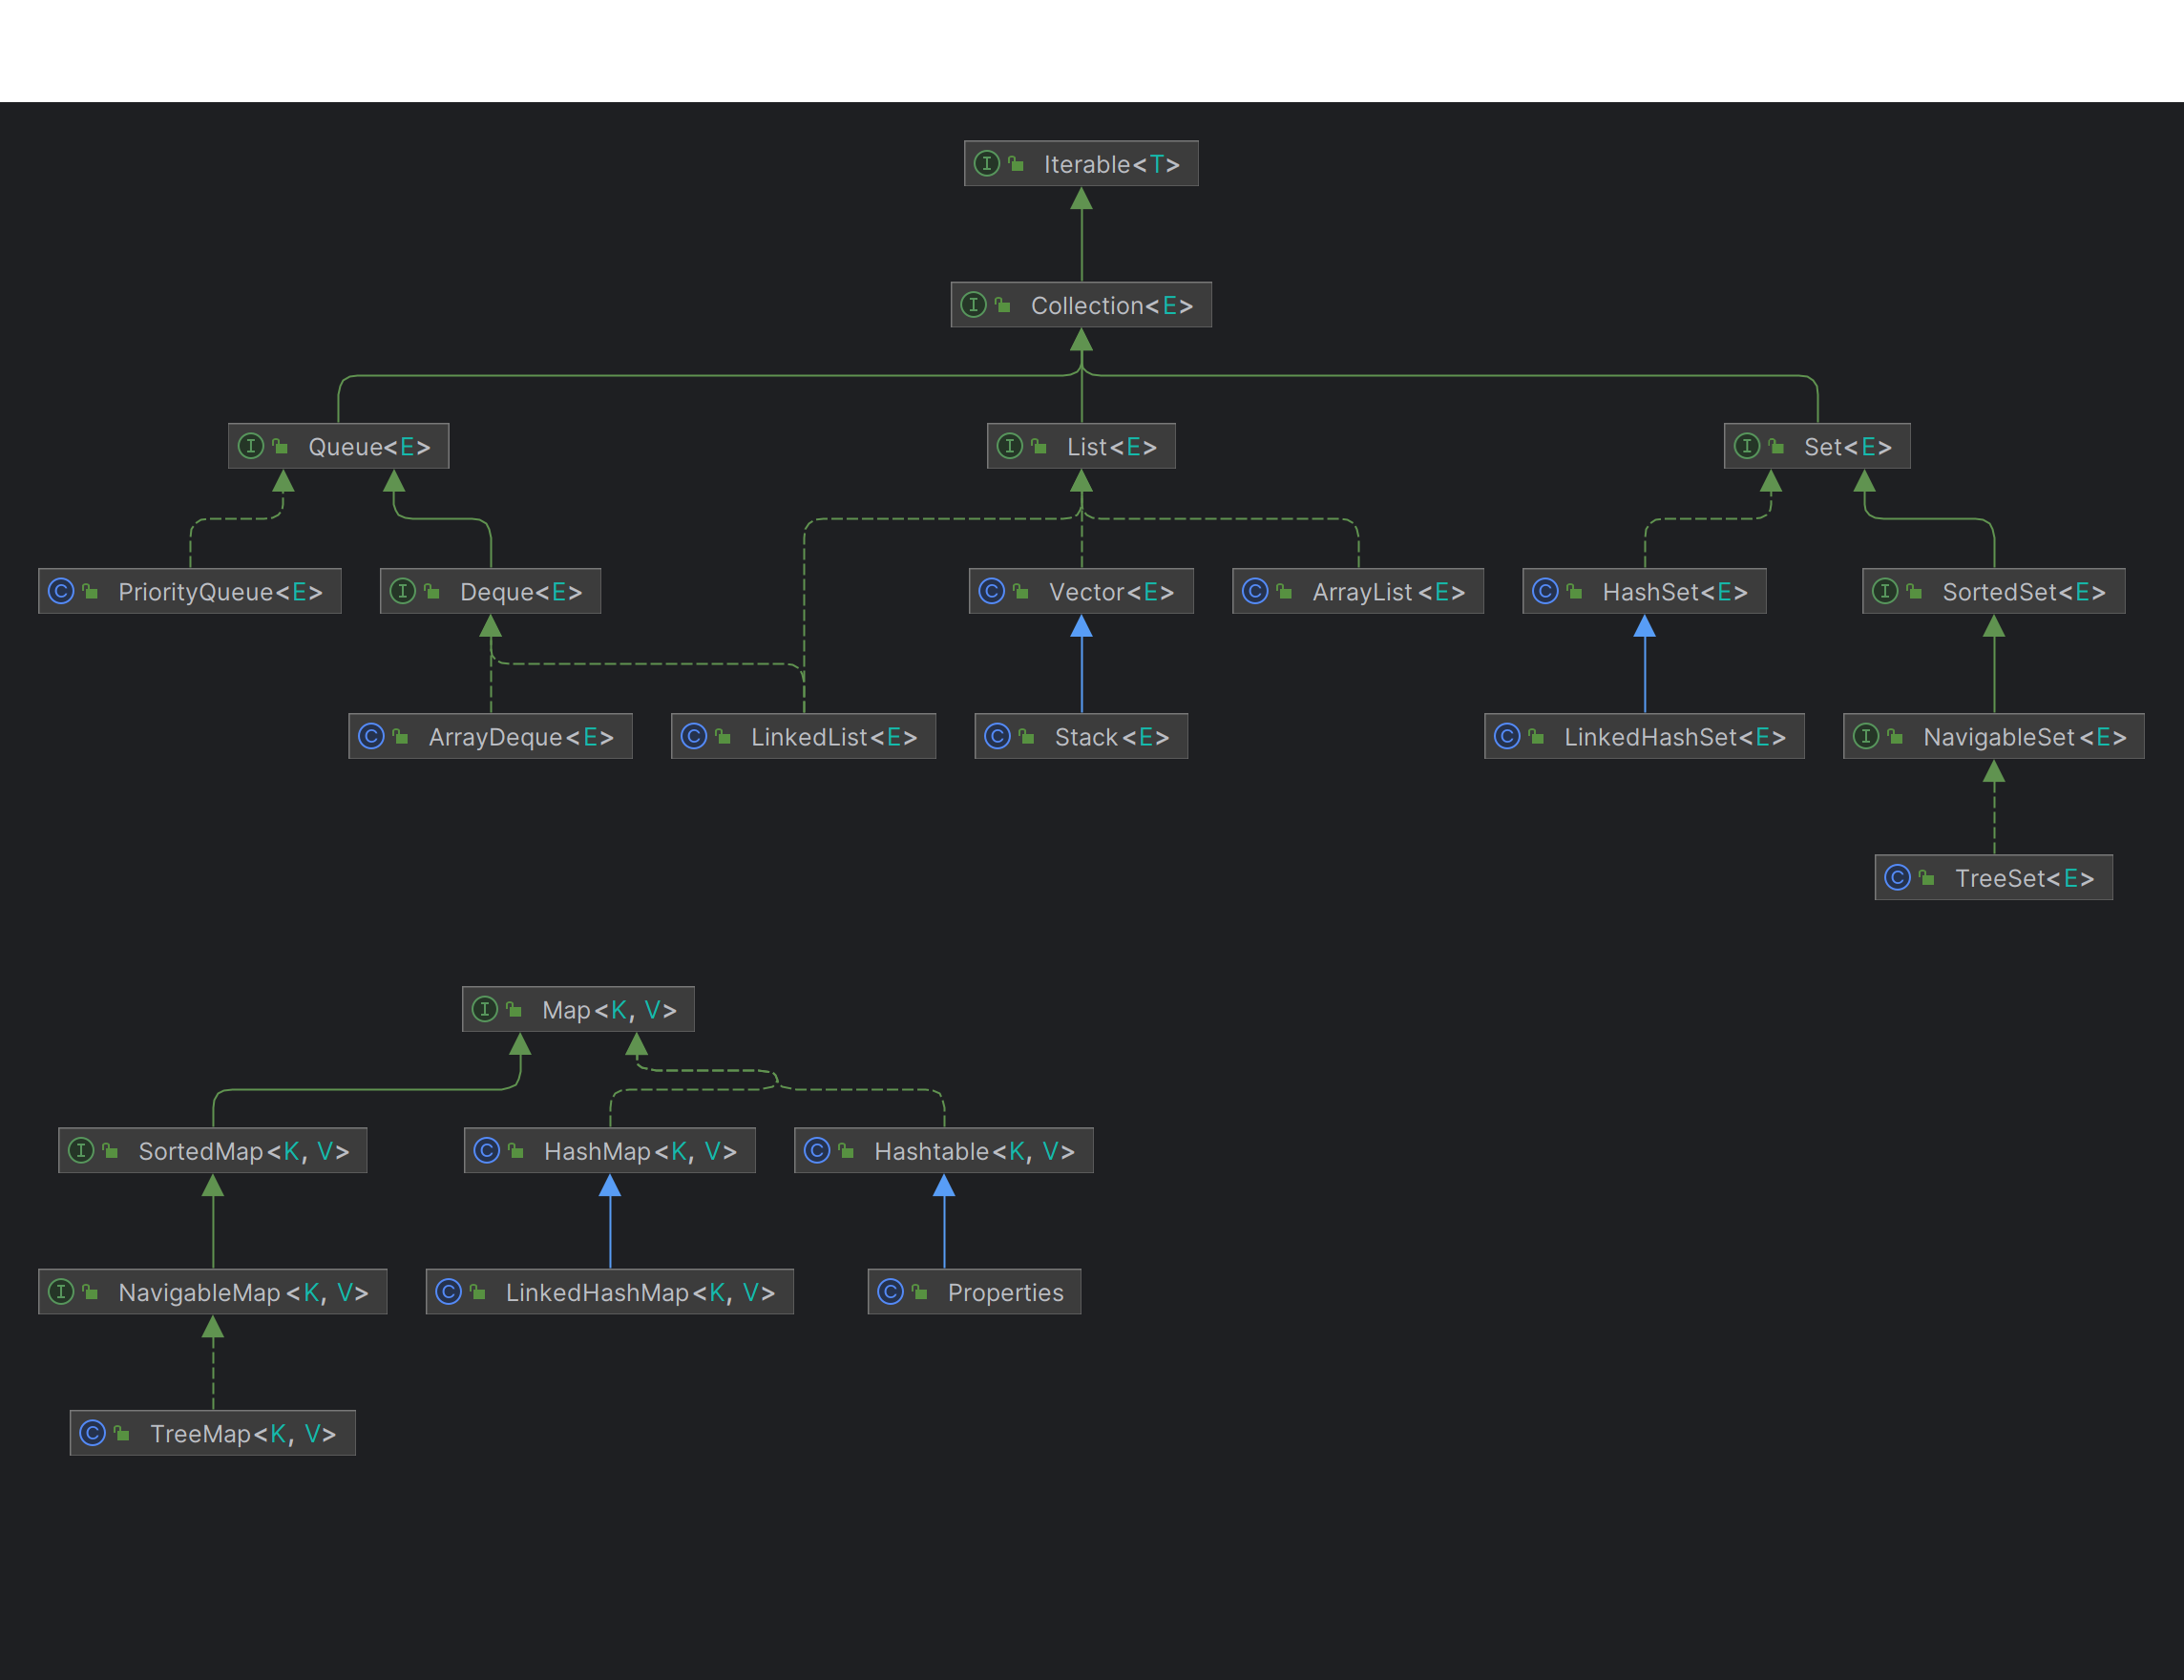 Iterable<T>
Collection<E>
Queue<E>
List<E>
Set<E>
PriorityQueue<E>
Deque<E>
Vector<E>
ArrayList<E>
HashSet<E>
SortedSet<E>
ArrayDeque<E>
LinkedList<E>
Stack<E>
LinkedHashSet<E>
NavigableSet<E>
TreeSet<E>
Map<K, V>
SortedMap<K, V>
HashMap<K, V>
Hashtable<K, V>
NavigableMap<K, V>
LinkedHashMap<K, V>
Properties
TreeMap<K, V>